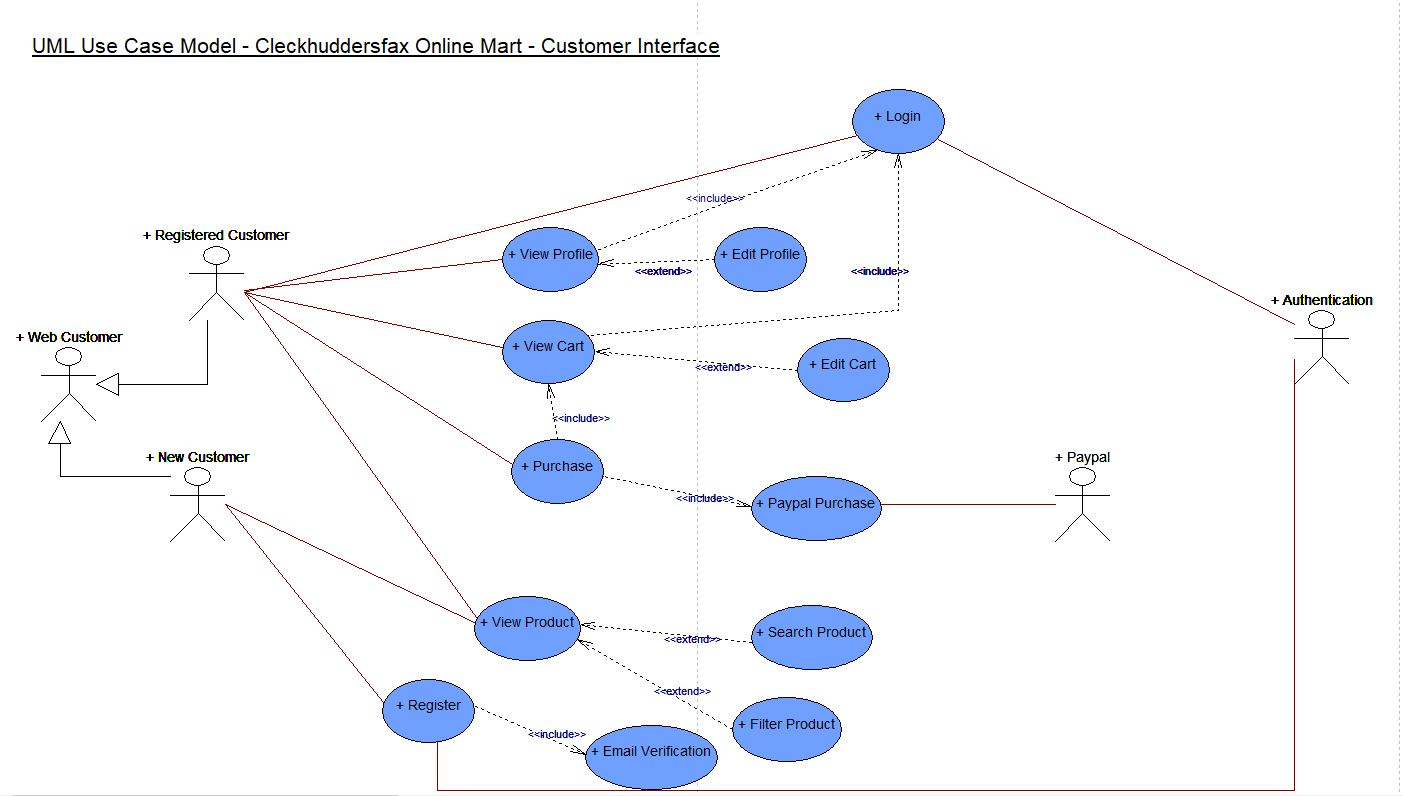 UML Use Case Model - Cleckhuddersfax Online Mart - Customer Interface
+ Login
<<include>>
+ Registered Customer
+ View Profile
+ Edit Profile
<<extend>>
<<include>>
+ Authentication
+ Web Customer
+ View Cart
+ Edit Cart
<<extend>>
<<include>>
+ New Customer
+ Purchase
+ Paypal
<<include>>
+ Paypal Purchase
+ View Product
+ Search Product
<<extend>>
<<extend>>
+ Register
+ Filter Product
<<include>>
+ Email Verification